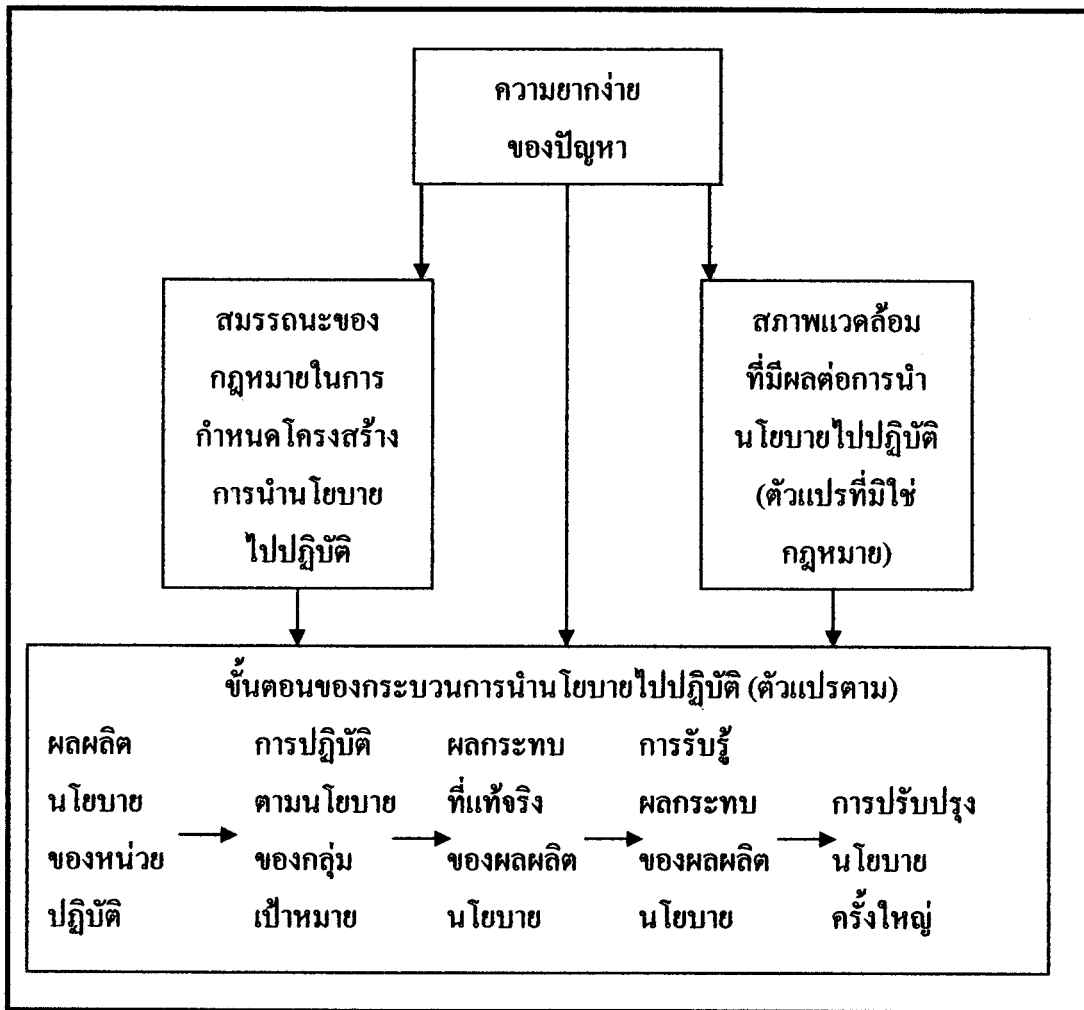 ความยากง่าย
ของปัญหา
สมรรถนะของ
กฎหมายในการ
กำหนดโครงสร้าง
การนำนโยบาย
ไปปฏิบัติ
สภาพแวดล้อม
ที่มีผลต่อการนำ
นโยบายไปปฏิบัติ
(ตัวแปรที่มิใช่
กฎหมาย)
ขั้นตอนของกระบวนการนำนโยบายไปปฏิบัติ (ตัวแปรตาม)
ผลผลิต
นโยบาย
ของหน่วย
ปฏิบัติ
การปฏิบัติ
ตามนโยบาย
ของกลุ่ม
เป้าหมาย
ผลกระทบ
ที่แท้จริง
ของผลผลิต
นโยบาย
การรับรู้
ผลกระทบ
ของผลผลิต
นโยบาย
การปรับปรุง
นโยบาย
ครั้งใหญ่